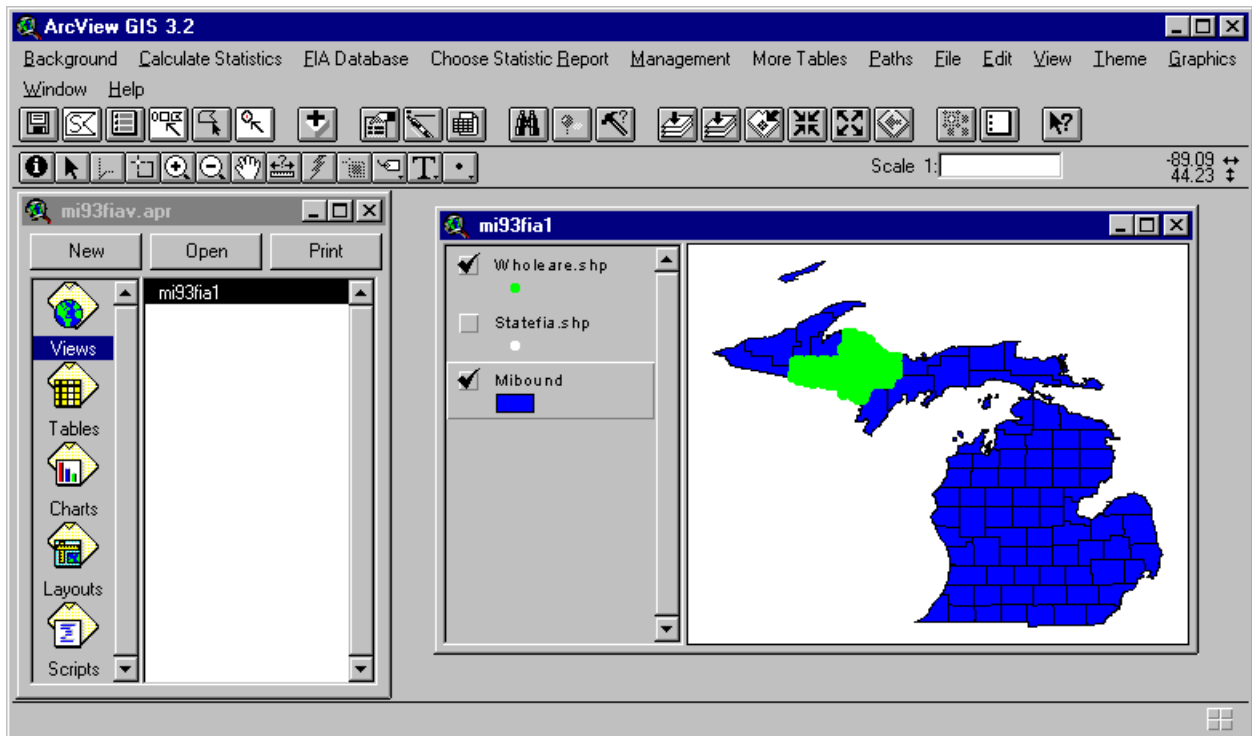 ArcView GIS 3.2
Background Calculate Statistics FIA Database Choose Statistic Report Management More Tables Paths File Edit View Theme Graphics
Window Help
Scale 1:
-89.09
44.23
mi93fiav.apr
New Open Print
mi93fia1
Views
Tables
Charts
Layouts
Scripts
mi93fia1
Wholeare.shp
Statefia.shp
Mibound